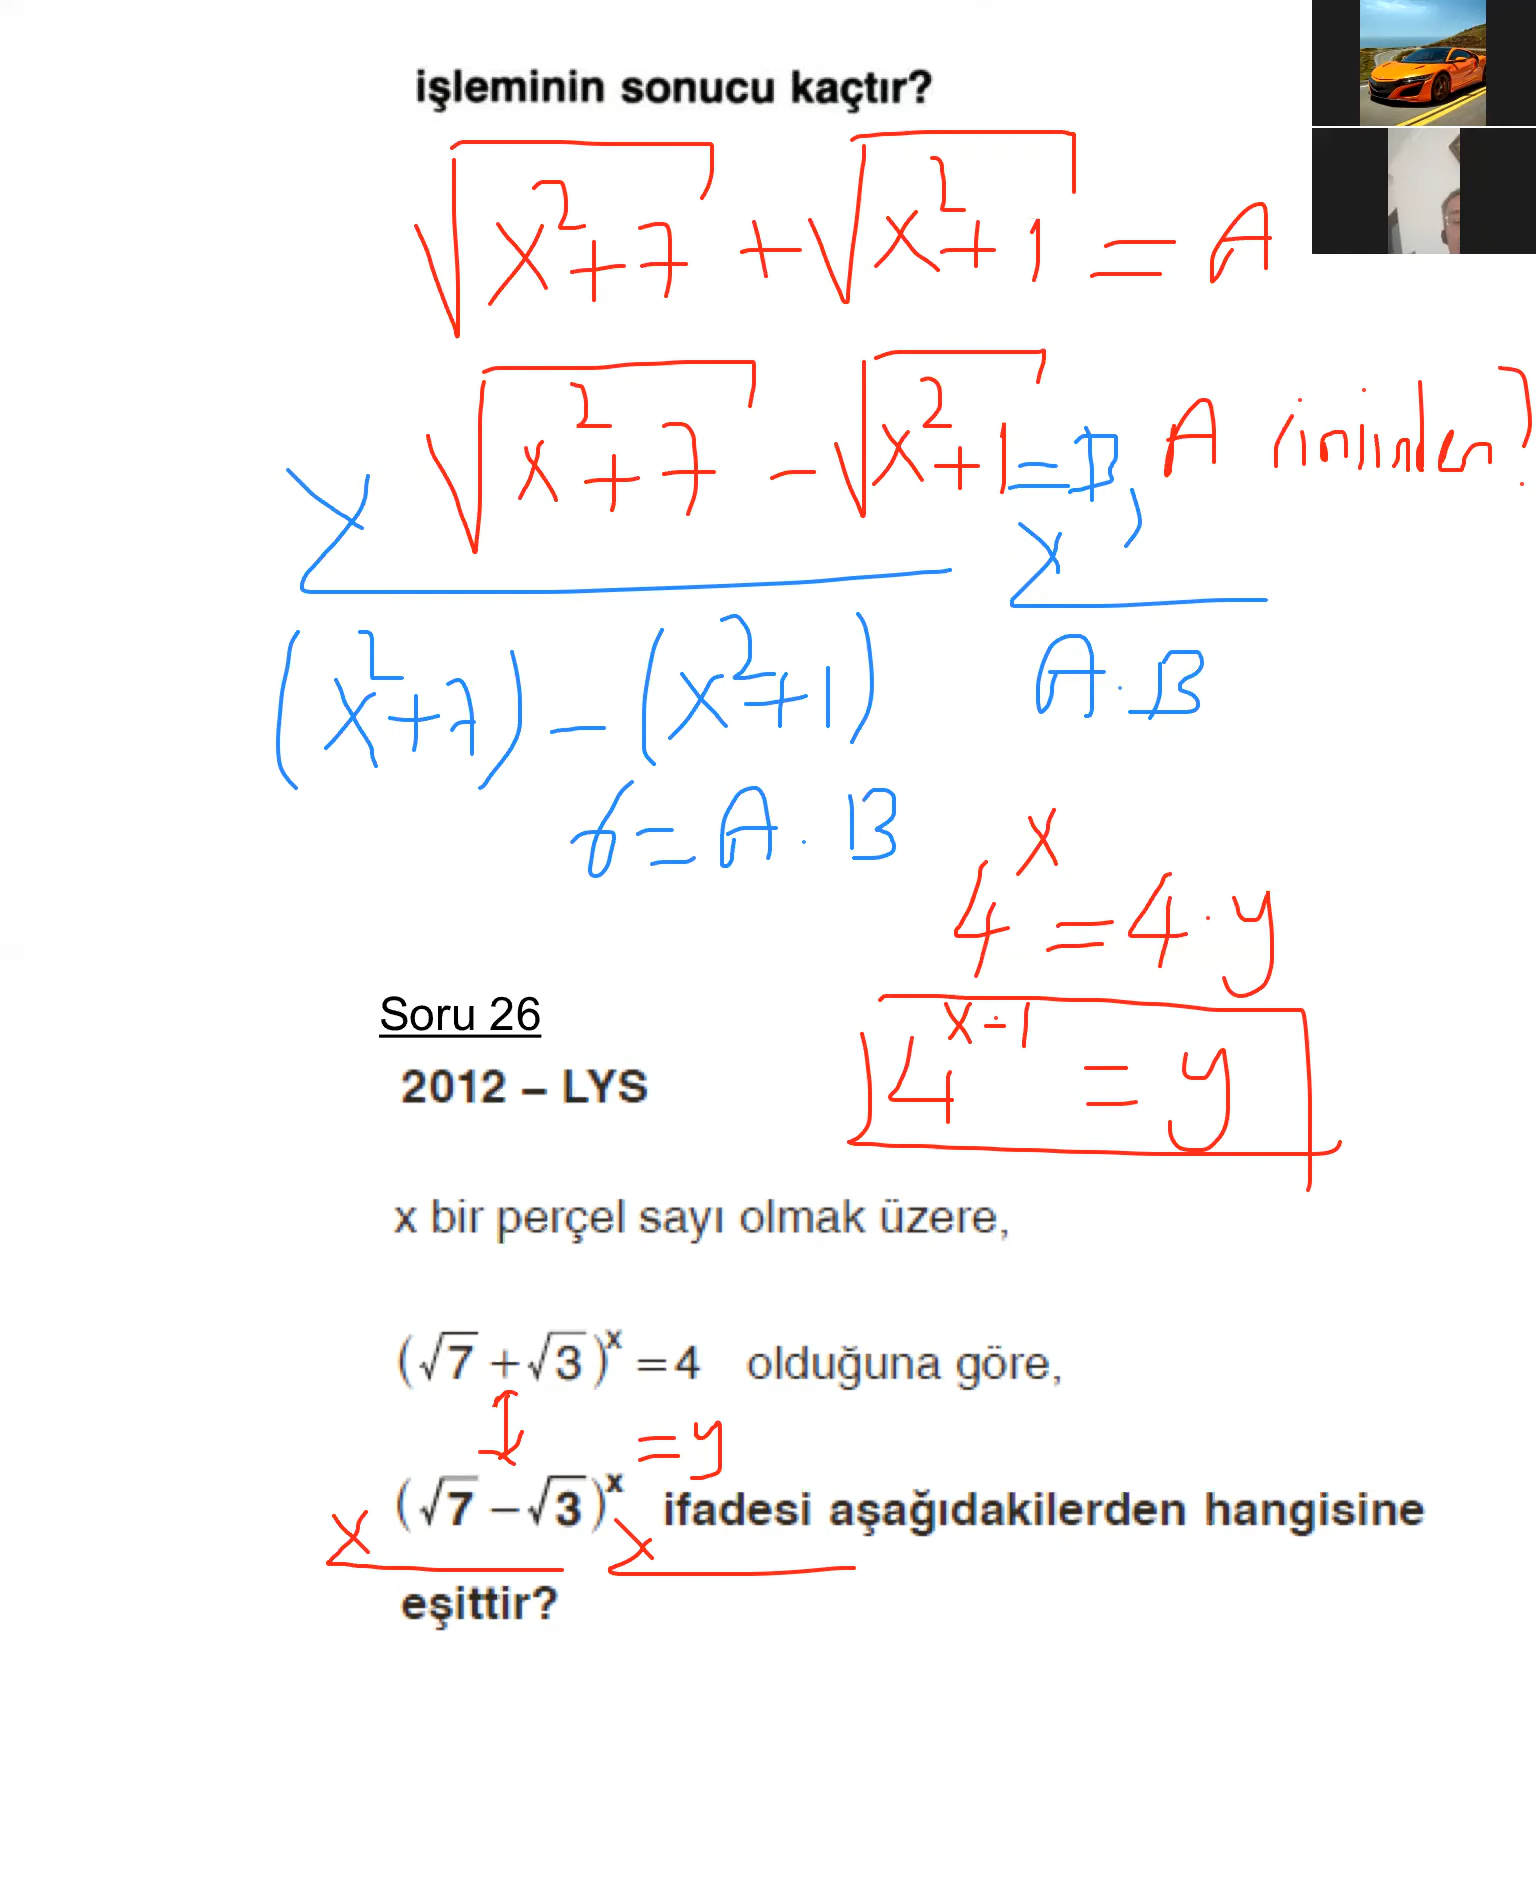 işleminin sonucu kaçtır?
√(x²+7) + √(x²+1) = A
√(x²+7) − √(x²+1) = B, A cinsinden?
x x
(x²+7) − (x²+1) A.B
6 = A . B
4ˣ = 4 . y
4ˣ⁻¹ = y
Soru 26
2012 – LYS
x bir perçel sayı olmak üzere,
(√7 + √3)ˣ = 4 olduğuna göre,
= y
(√7 − √3)ˣ ifadesi aşağıdakilerden hangisine
x x
eşittir?